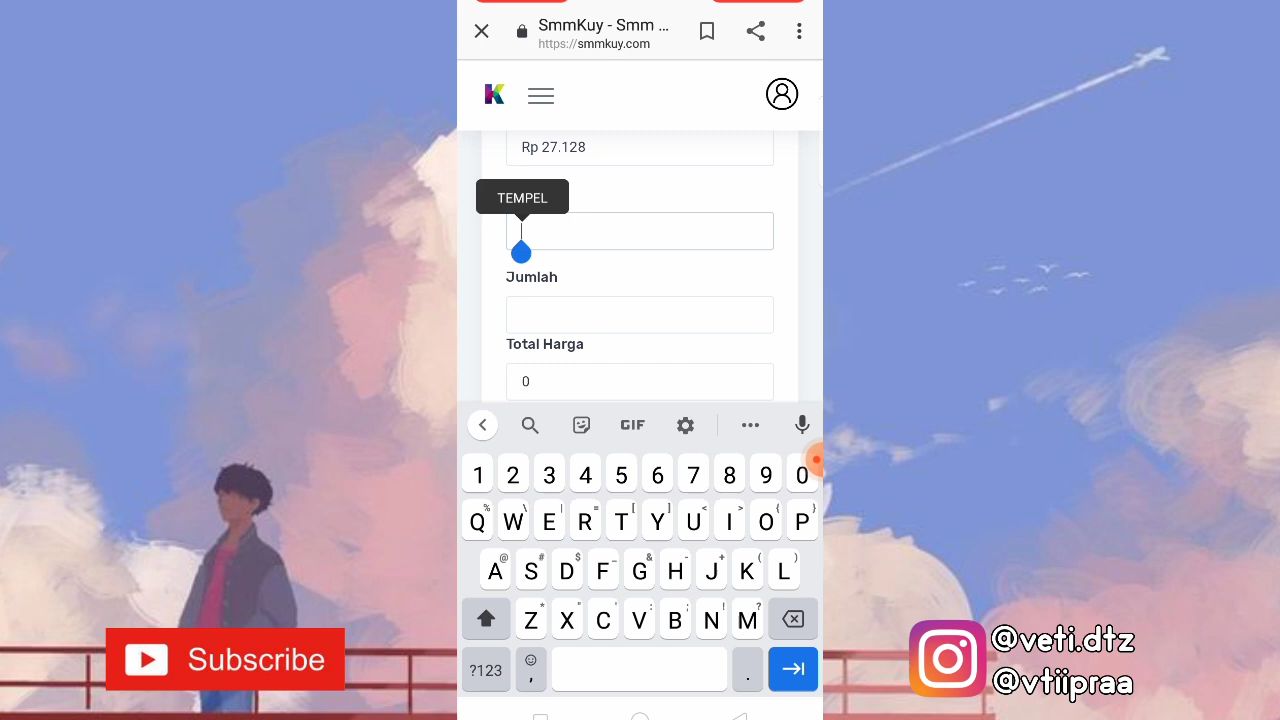 SmmKuy - Smm ...
https://smmkuy.com
K
Rp 27.128
TEMPEL
Jumlah
Total Harga
0
GIF
1 2 3 4 5 6 7 8 9 0
% \ | = [ ] < > { }
Q W E R T Y U I O P
@ # $ _ & - + ( )
A S D F G H J K L
* " ' : ; ! ?
Z X C V B N M
?123 , .
Subscribe
@veti.dtz
@vtiipraa